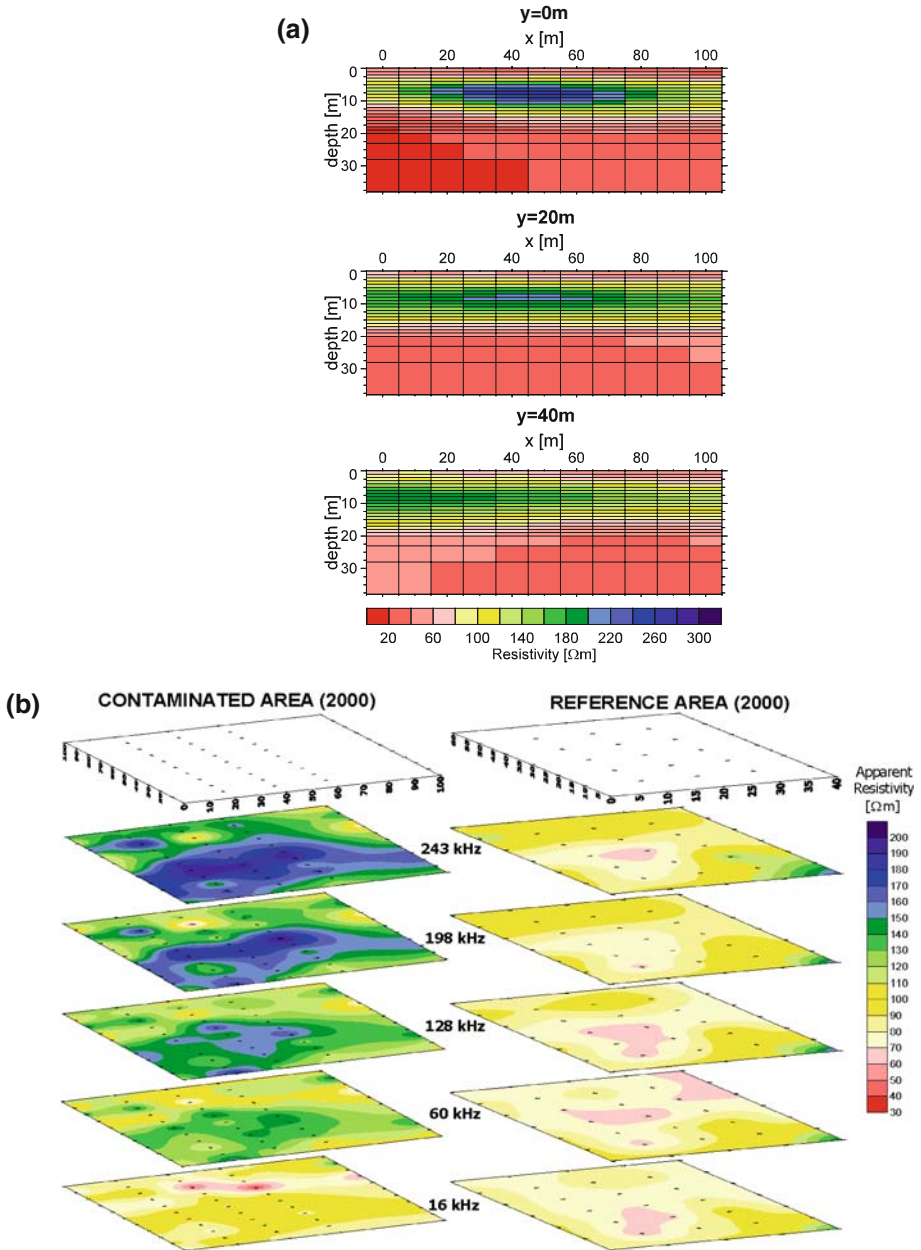 (a)
y=0m
x [m]
0 20 40 60 80 100
depth [m]
0
10
20
30
y=20m
x [m]
0 20 40 60 80 100
depth [m]
0
10
20
30
y=40m
x [m]
0 20 40 60 80 100
depth [m]
0
10
20
30
20 60 100 140 180 220 260 300
Resistivity [Ωm]
(b)
CONTAMINATED AREA (2000)
REFERENCE AREA (2000)
0 10 20 30 40 50 60 70 80 90 100
0 5 10 15 20 25 30 35 40
Apparent
Resistivity
[Ωm]
200
190
180
170
160
150
140
130
120
110
100
90
80
70
60
50
40
30
243 kHz
198 kHz
128 kHz
60 kHz
16 kHz